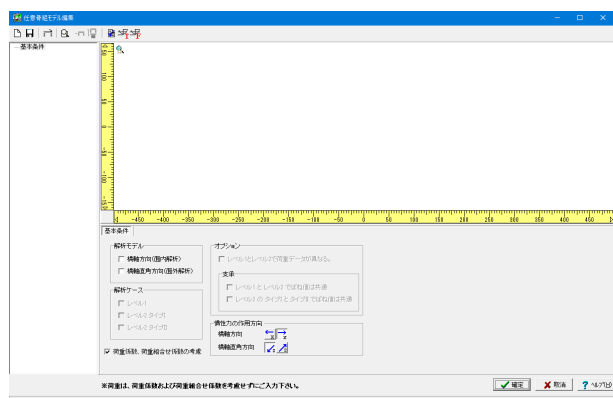 任意骨組モデル編集
基本条件
100
50
0
-50
-100
-450 -400 -350 -300 -250 -200 -150 -100 -50 0 50 100 150 200 250 300 350 400 450
基本条件
解析モデル
橋軸方向(面内解析)
橋軸直角方向(面外解析)
解析ケース
レベル1
レベル2 タイプI
レベル2 タイプII
荷重係数、荷重組合せ係数の考慮
オプション
レベル1とレベル2で荷重データが異なる。
支承
レベル1とレベル2でばね値は共通
レベル2の タイプIとタイプII でばね値は共通
慣性力の作用方向
橋軸方向
橋軸直角方向
※荷重は、荷重係数および荷重組合せ係数を考慮せずにご入力下さい。
確定
取消
? ヘルプ(H)